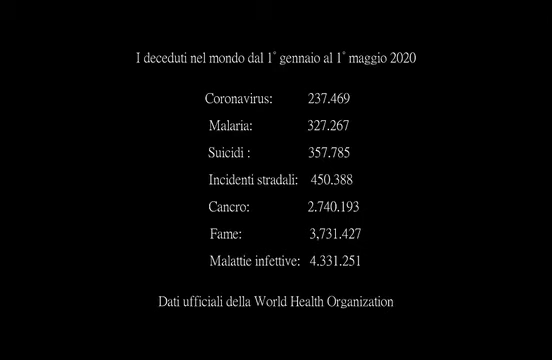 I deceduti nel mondo dal 1° gennaio al 1° maggio 2020
Coronavirus: 237.469
Malaria: 327.267
Suicidi : 357.785
Incidenti stradali: 450.388
Cancro: 2.740.193
Fame: 3,731.427
Malattie infettive: 4.331.251
Dati ufficiali della World Health Organization